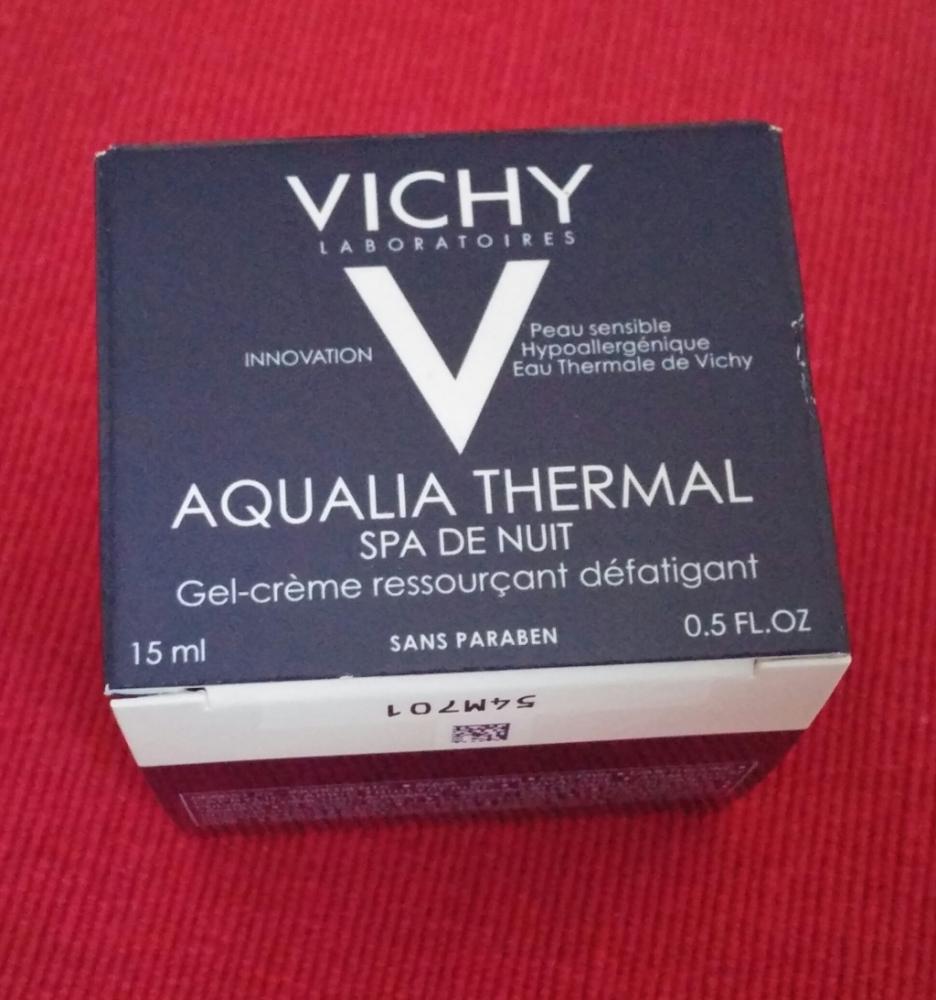 VICHY
LABORATOIRES
V
INNOVATION
Peau sensible
Hypoallergénique
Eau Thermale de Vichy
AQUALIA THERMAL
SPA DE NUIT
Gel-crème ressourçant défatigant
15 ml
SANS PARABEN
0.5 FL.OZ
54M701